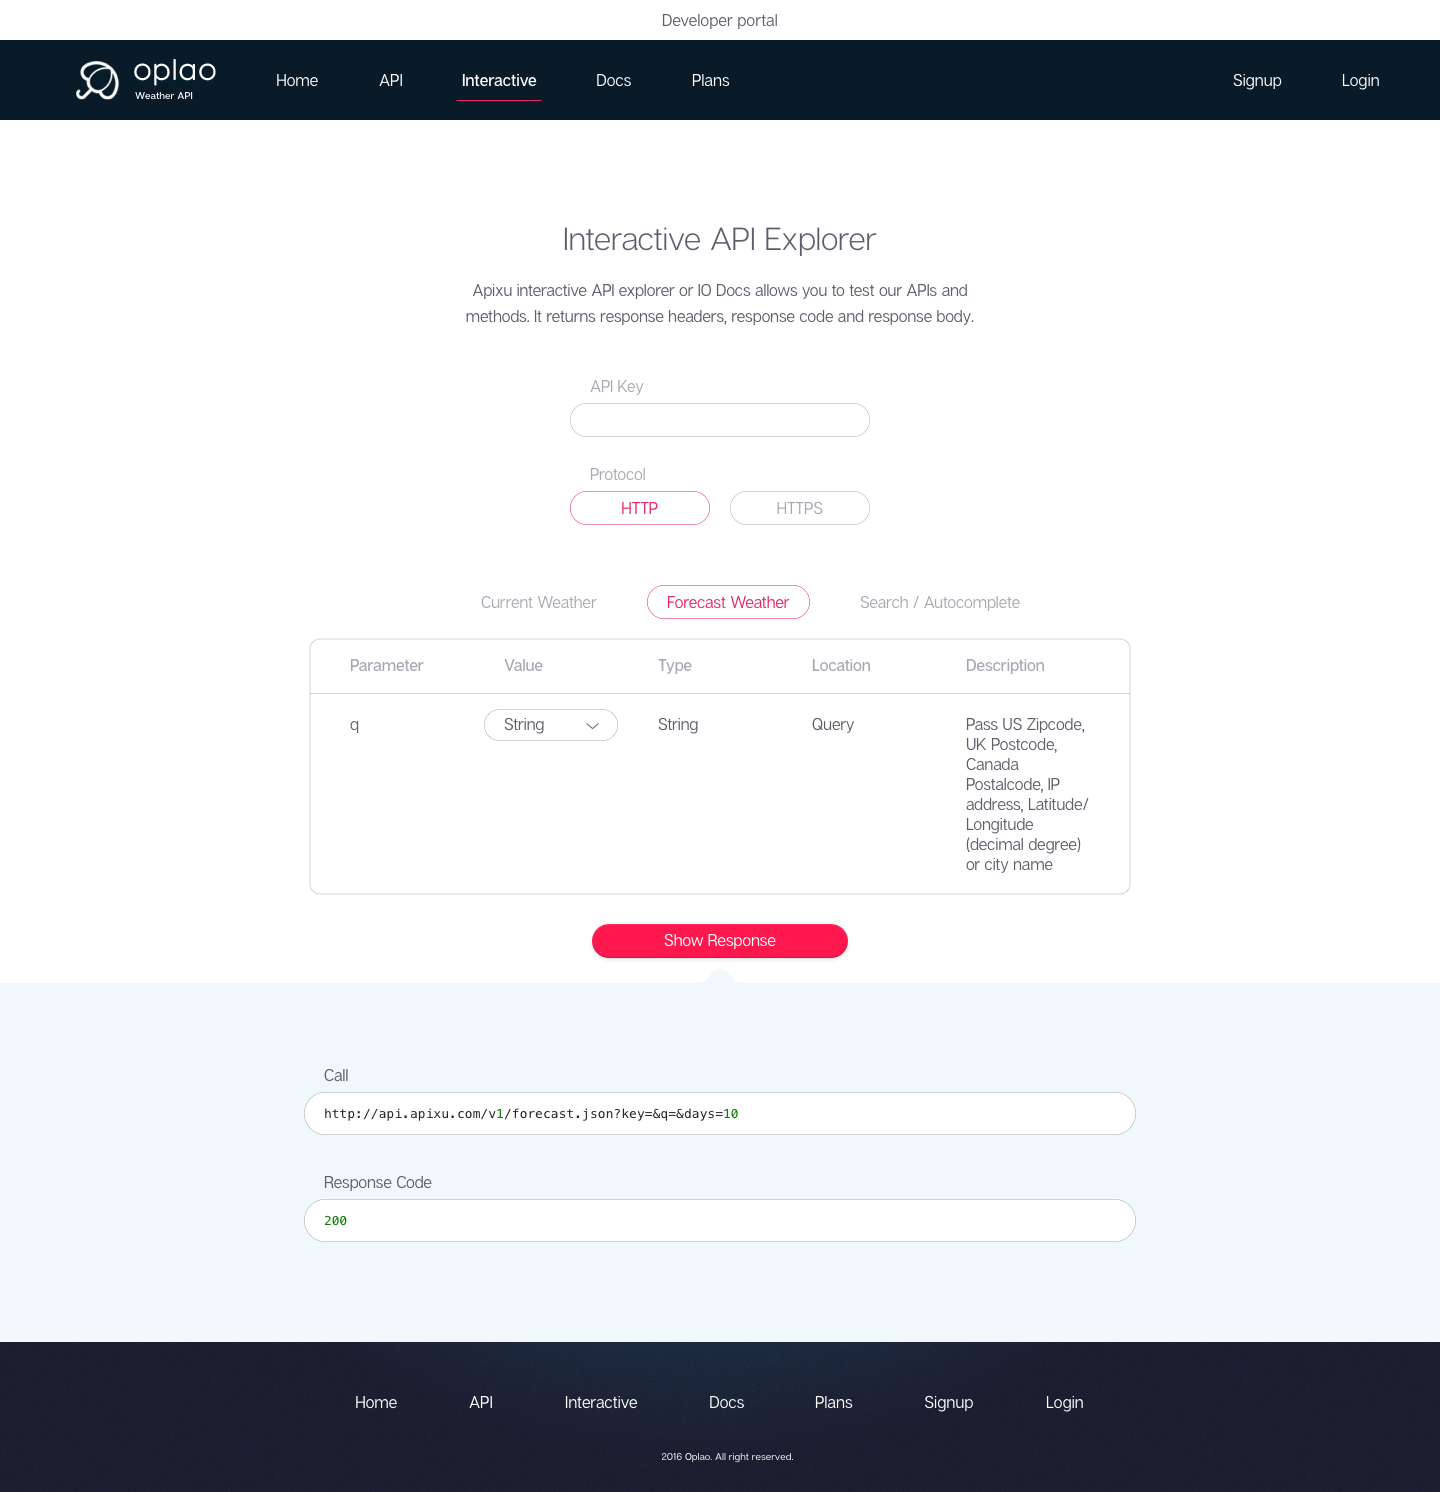 Developer portal
oplao
Weather API
Home API Interactive Docs Plans Signup Login
Interactive API Explorer
Apixu interactive API explorer or IO Docs allows you to test our APIs and
methods. It returns response headers, response code and response body.
API Key
Protocol
HTTP HTTPS
Current Weather Forecast Weather Search / Autocomplete
Parameter Value Type Location Description
q String String Query Pass US Zipcode,
UK Postcode,
Canada
Postalcode, IP
address, Latitude/
Longitude
(decimal degree)
or city name
Show Response
Call
http://api.apixu.com/v1/forecast.json?key=&q=&days=10
Response Code
200
Home API Interactive Docs Plans Signup Login
2016 Oplao. All right reserved.